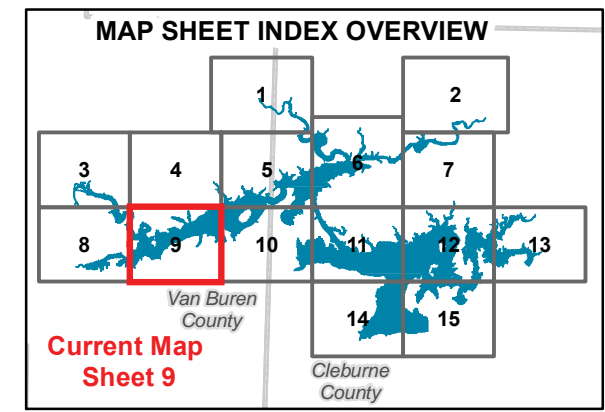 MAP SHEET INDEX OVERVIEW
1
2
3
4
5
6
7
8
9
10
11
12
13
Van Buren
County
14
15
Current Map
Sheet 9
Cleburne
County